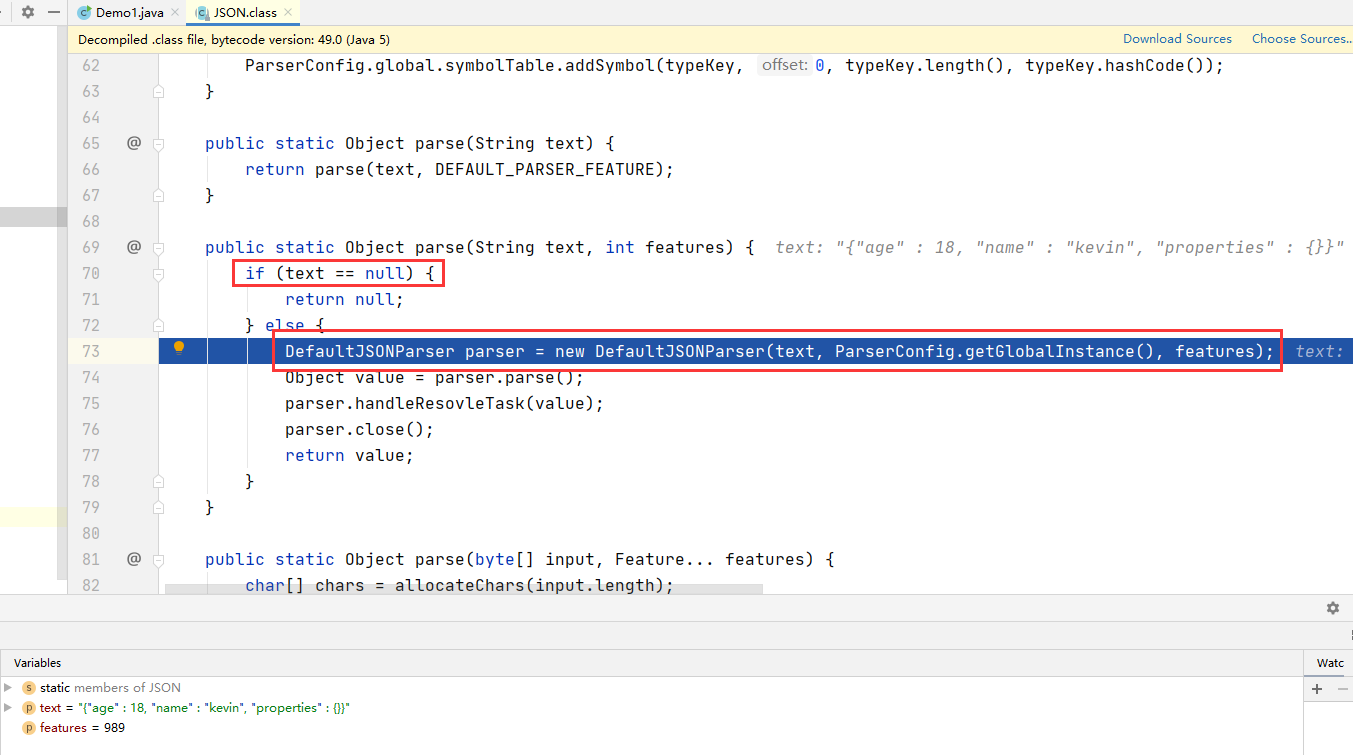 Demo1.java JSON.class
Decompiled .class file, bytecode version: 49.0 (Java 5) Download Sources Choose Sources...
62 ParserConfig.global.symbolTable.addSymbol(typeKey, offset: 0, typeKey.length(), typeKey.hashCode());
63 }
64
65 @ public static Object parse(String text) {
66 return parse(text, DEFAULT_PARSER_FEATURE);
67 }
68
69 @ public static Object parse(String text, int features) { text: "{"age" : 18, "name" : "kevin", "properties" : {}}"
70 if (text == null) {
71 return null;
72 } else {
73 DefaultJSONParser parser = new DefaultJSONParser(text, ParserConfig.getGlobalInstance(), features); text:
74 Object value = parser.parse();
75 parser.handleResovleTask(value);
76 parser.close();
77 return value;
78 }
79 }
80
81 @ public static Object parse(byte[] input, Feature... features) {
82 char[] chars = allocateChars(input.length);
Variables Watc
s static members of JSON
p text = "{"age" : 18, "name" : "kevin", "properties" : {}}"
p features = 989